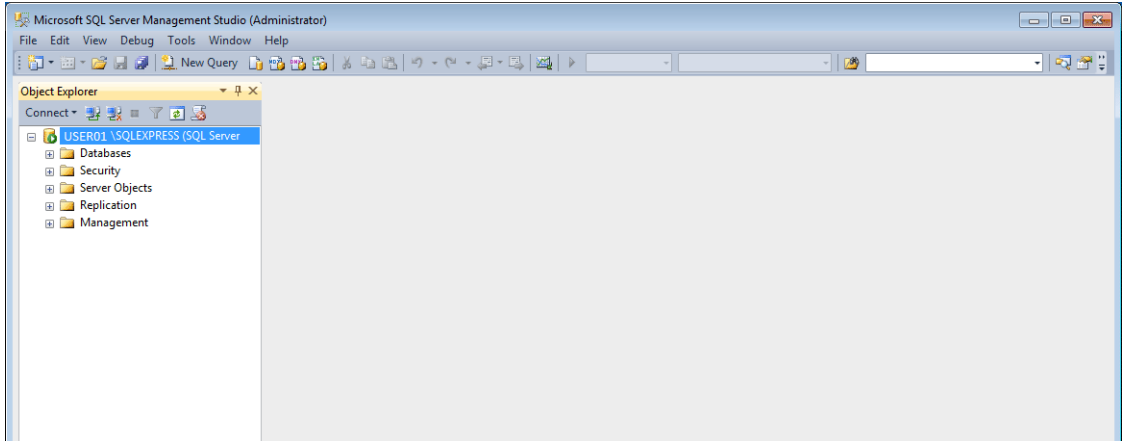 Microsoft SQL Server Management Studio (Administrator)
File Edit View Debug Tools Window Help
New Query
Object Explorer
Connect
USER01 \SQLEXPRESS (SQL Server
Databases
Security
Server Objects
Replication
Management